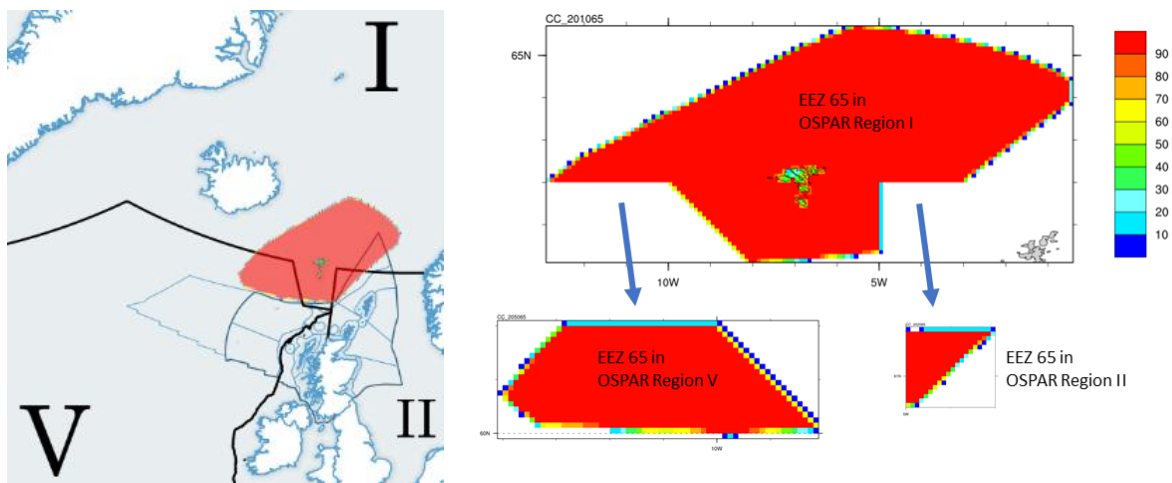 I
V
II
CC_201065
65N
EEZ 65 in
OSPAR Region I
10W
5W
90
80
70
60
50
40
30
20
10
CC_205065
EEZ 65 in
OSPAR Region V
60N
10W
EEZ 65 in
OSPAR Region II